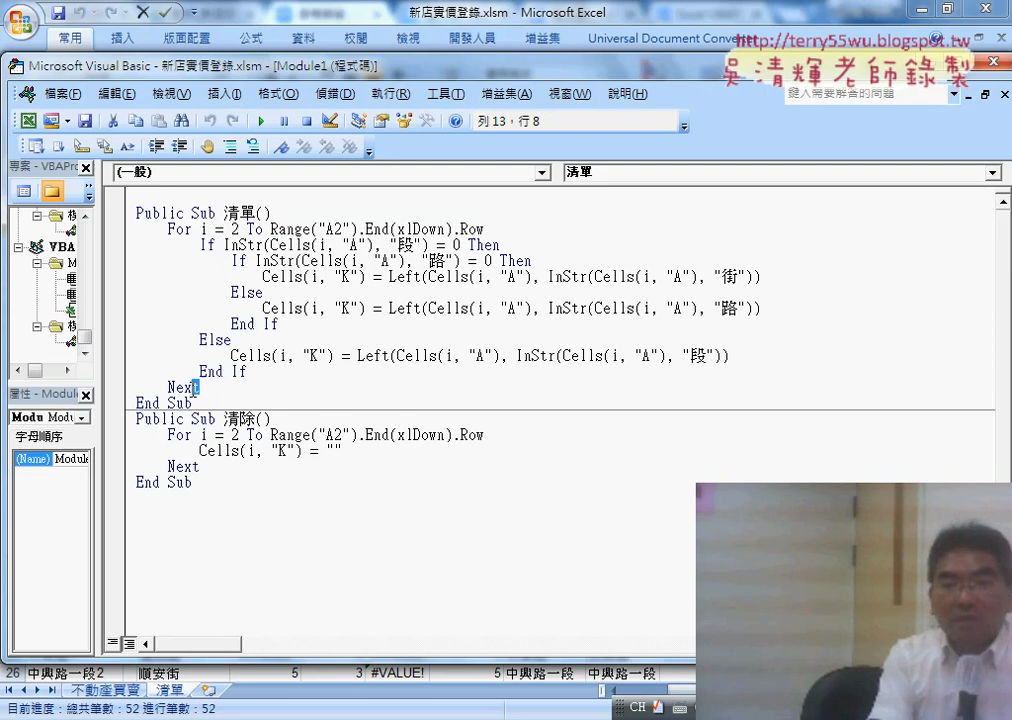 新店實價登錄.xlsm - Microsoft Excel
常用 插入 版面配置 公式 資料 校閱 檢視 開發人員 增益集 Universal Document Conver
http://terry55wu.blogspot.tw
吳清輝老師錄製
Microsoft Visual Basic - 新店實價登錄.xlsm - [Module1 (程式碼)]
檔案(F) 編輯(E) 檢視(V) 插入(I) 格式(O) 偵錯(D) 執行(R) 工具(T) 增益集(A) 視窗(W) 說明(H) 鍵入需要解答的問題
列 13，行 8
專案 - VBAPro
(一般) 清單
VBA
Public Sub 清單()
For i = 2 To Range("A2").End(xlDown).Row
If InStr(Cells(i, "A"), "段") = 0 Then
If InStr(Cells(i, "A"), "路") = 0 Then
Cells(i, "K") = Left(Cells(i, "A"), InStr(Cells(i, "A"), "街"))
Else
Cells(i, "K") = Left(Cells(i, "A"), InStr(Cells(i, "A"), "路"))
End If
Else
Cells(i, "K") = Left(Cells(i, "A"), InStr(Cells(i, "A"), "段"))
End If
Next
End Sub
Public Sub 清除()
For i = 2 To Range("A2").End(xlDown).Row
Cells(i, "K") = ""
Next
End Sub
屬性 - Module
Modu Modu
字母順序
(Name) Module
26 中興路一段2 順安街 5 3 #VALUE! 5 中興路一段 中興路一段
不動產買賣 清單
目前進度：總共筆數：52 進行筆數：52
CH